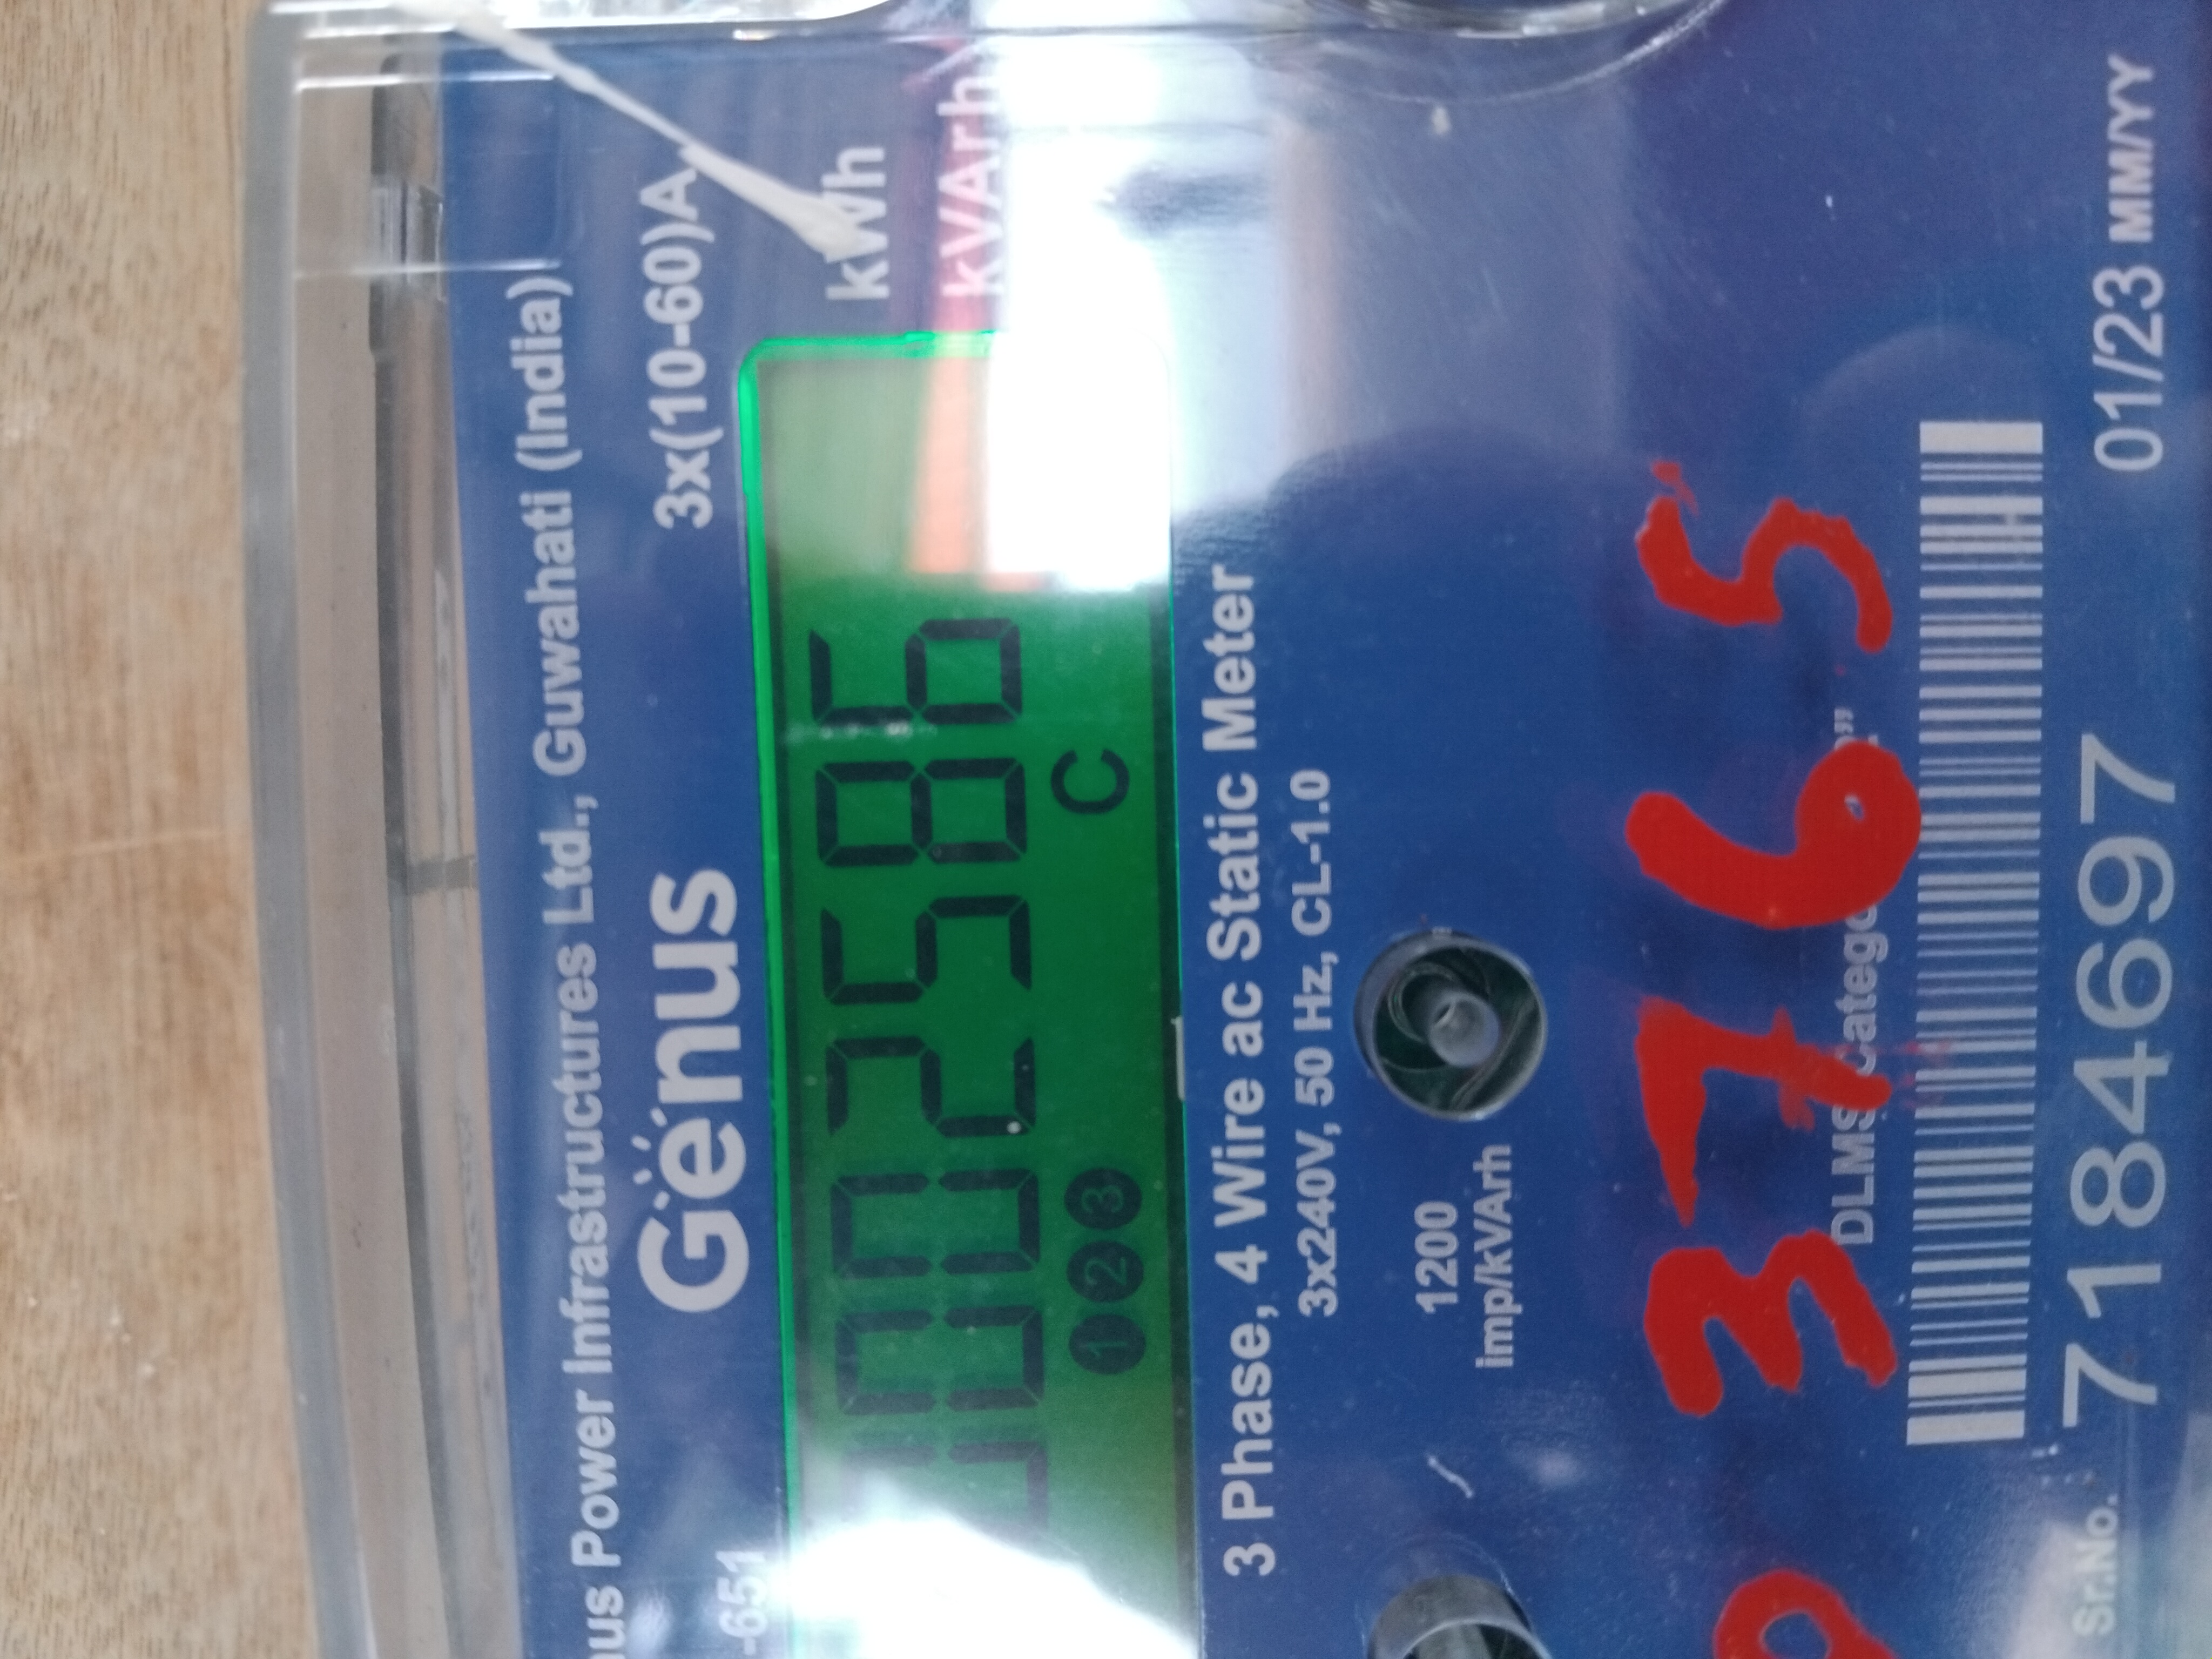 nus Power Infrastructures Ltd., Guwahati (India)
-651
Genus
3x(10-60)A
kWh
kVArh
002586
1 2 3 C
3 Phase, 4 Wire ac Static Meter
3x240V, 50 Hz, CL-1.0
1200
imp/kVArh
3765
DLMS
Sr.No. 7184697
01/23 MM/YY